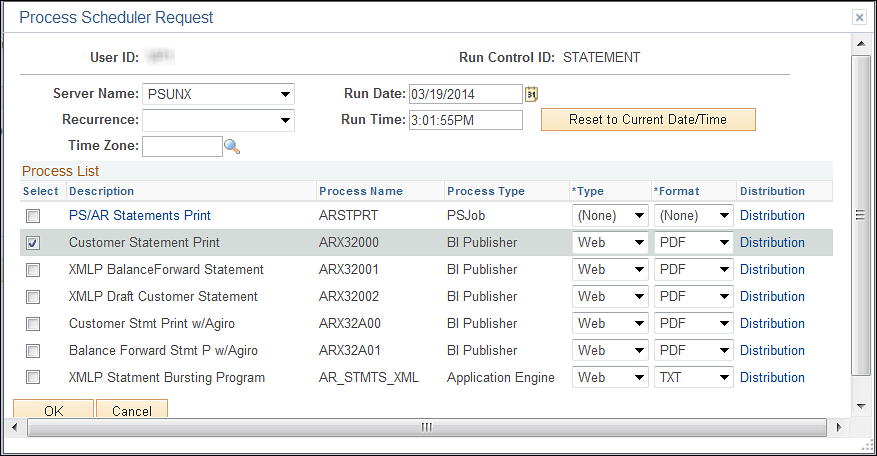 Process Scheduler Request
User ID: Run Control ID: STATEMENT
Server Name: PSUNX Run Date: 03/19/2014 31
Recurrence: Run Time: 3:01:55PM Reset to Current Date/Time
Time Zone:
Process List
Select Description Process Name Process Type *Type *Format Distribution
PS/AR Statements Print ARSTPRT PSJob (None) (None) Distribution
Customer Statement Print ARX32000 BI Publisher Web PDF Distribution
XMLP BalanceForward Statement ARX32001 BI Publisher Web PDF Distribution
XMLP Draft Customer Statement ARX32002 BI Publisher Web PDF Distribution
Customer Stmt Print w/Agiro ARX32A00 BI Publisher Web PDF Distribution
Balance Forward Stmt P w/Agiro ARX32A01 BI Publisher Web PDF Distribution
XMLP Statment Bursting Program AR_STMTS_XML Application Engine Web TXT Distribution
OK Cancel